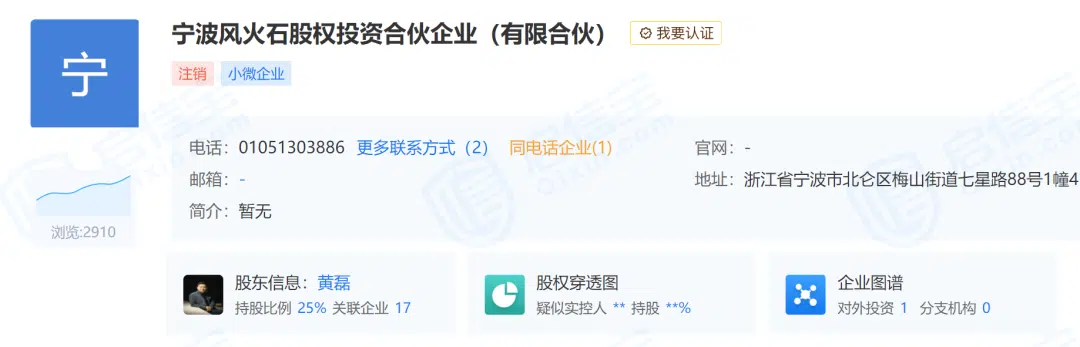 宁
宁波风火石股权投资合伙企业（有限合伙） 我要认证
注销 小微企业
电话：01051303886 更多联系方式（2） 同电话企业(1) 官网：-
邮箱：- 地址：浙江省宁波市北仑区梅山街道七星路88号1幢4
简介：暂无
浏览:2910
股东信息：黄磊 股权穿透图 企业图谱
持股比例 25% 关联企业 17 疑似实控人 ** 持股 **% 对外投资 1 分支机构 0
启信宝
qixin.com